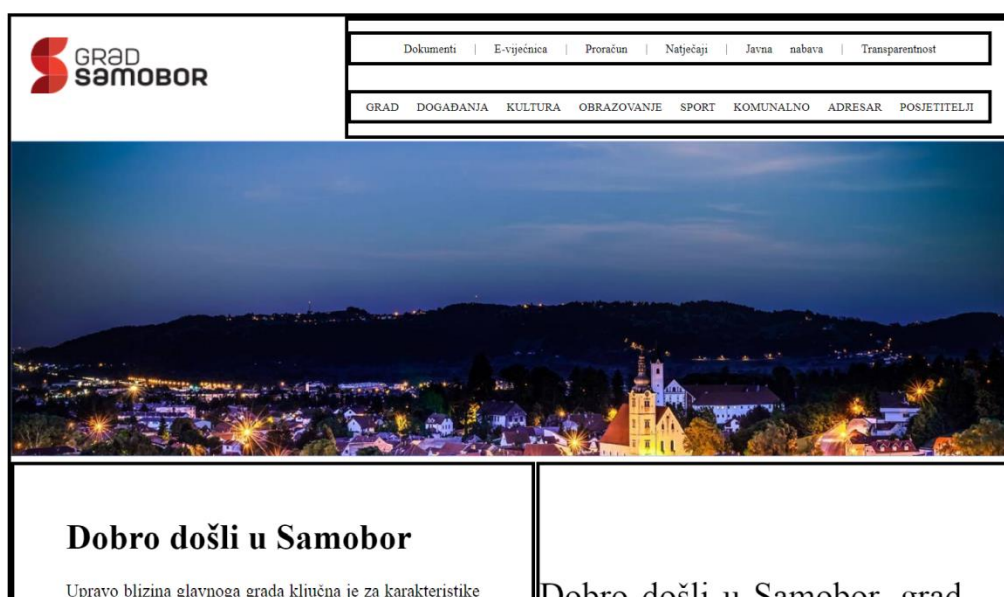 GRaD
SamoBOR
Dokumenti | E-vijećnica | Proračun | Natječaji | Javna nabava | Transparentnost
GRAD DOGAĐANJA KULTURA OBRAZOVANJE SPORT KOMUNALNO ADRESAR POSJETITELJI
Dobro došli u Samobor
Upravo blizina glavnoga grada ključna je za karakteristike
Dobro došli u Samobor, grad